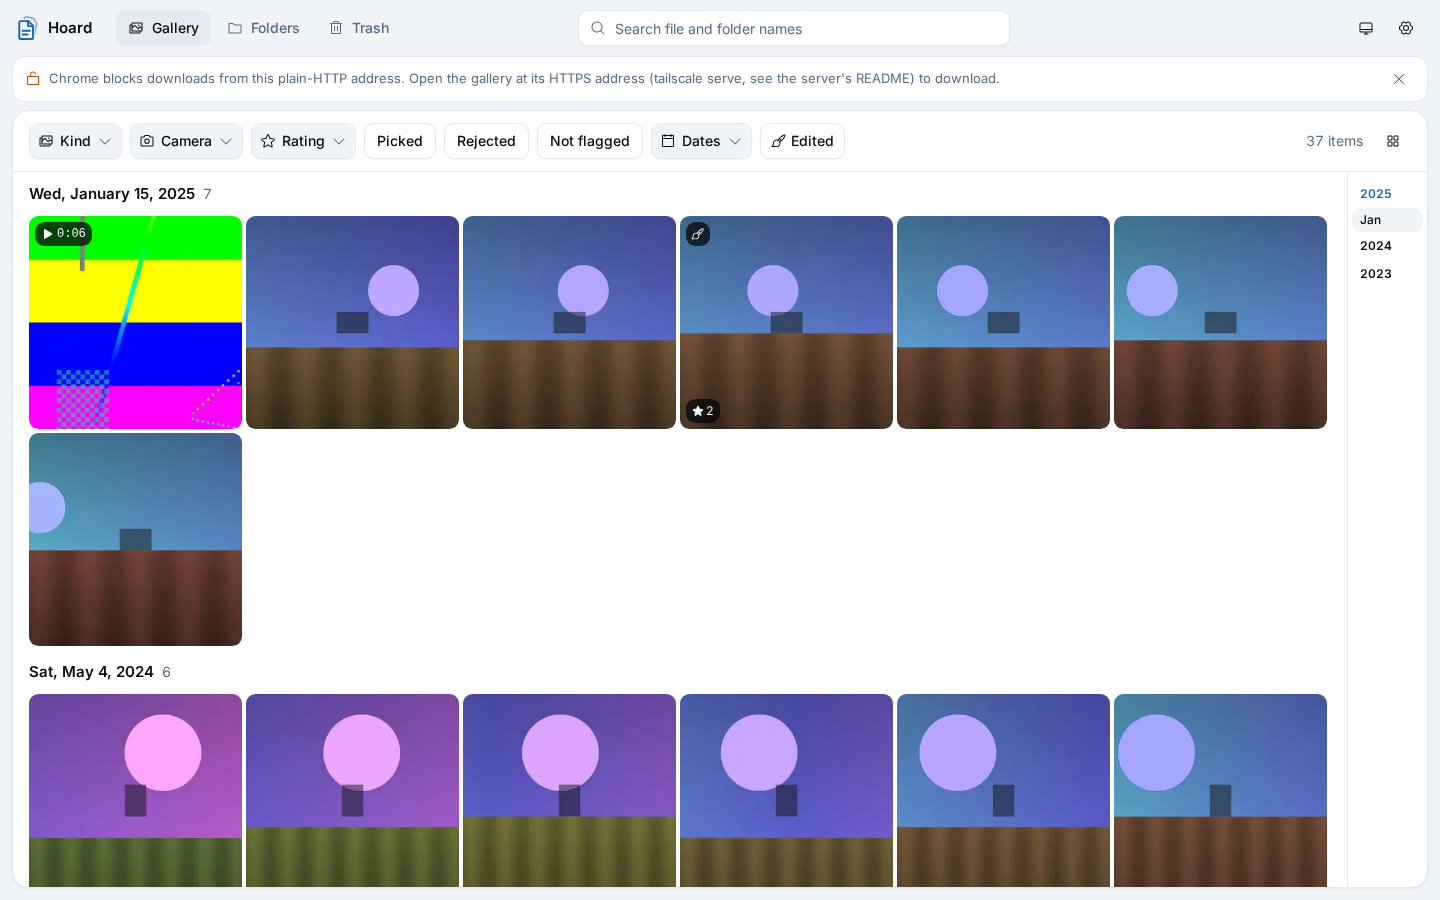 Hoard
Gallery
Folders
Trash
Search file and folder names
Chrome blocks downloads from this plain-HTTP address. Open the gallery at its HTTPS address (tailscale serve, see the server's README) to download.
Kind
Camera
Rating
Picked
Rejected
Not flagged
Dates
Edited
37 items
Wed, January 15, 2025 7
0:06
2
Sat, May 4, 2024 6
2025
Jan
2024
2023